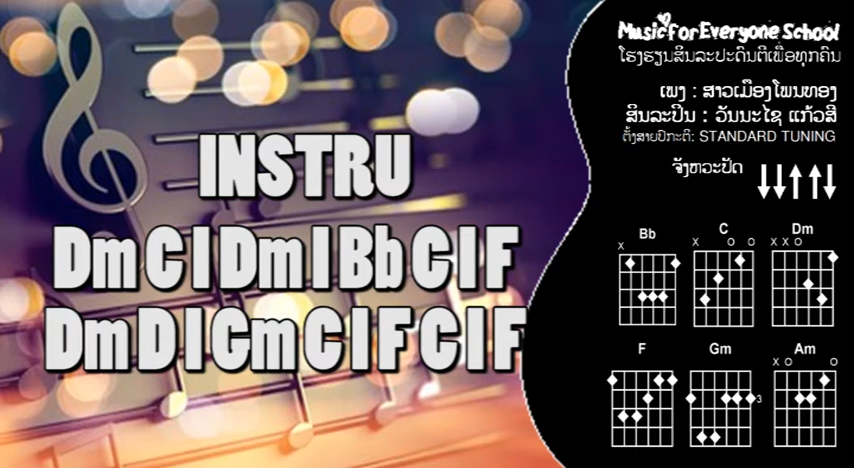 INSTRU
Dm C | Dm | Bb C | F
Dm D | Gm C | F C | F
Music for Everyone School
ໂຮງຮຽນສິນລະປະດົນຕີເພື່ອທຸກຄົນ
ເພງ : ສາວເມືອງໂພນທອງ
ສິນລະປິນ : ວັນນະໄຊ ແກ້ວສີ
ຕັ້ງສາຍປົກະຕິ: STANDARD TUNING
ຈັງຫວະປັດ ↓↓↑↑↓
Bb C Dm
X X O O X X O
F Gm Am
X O O
3